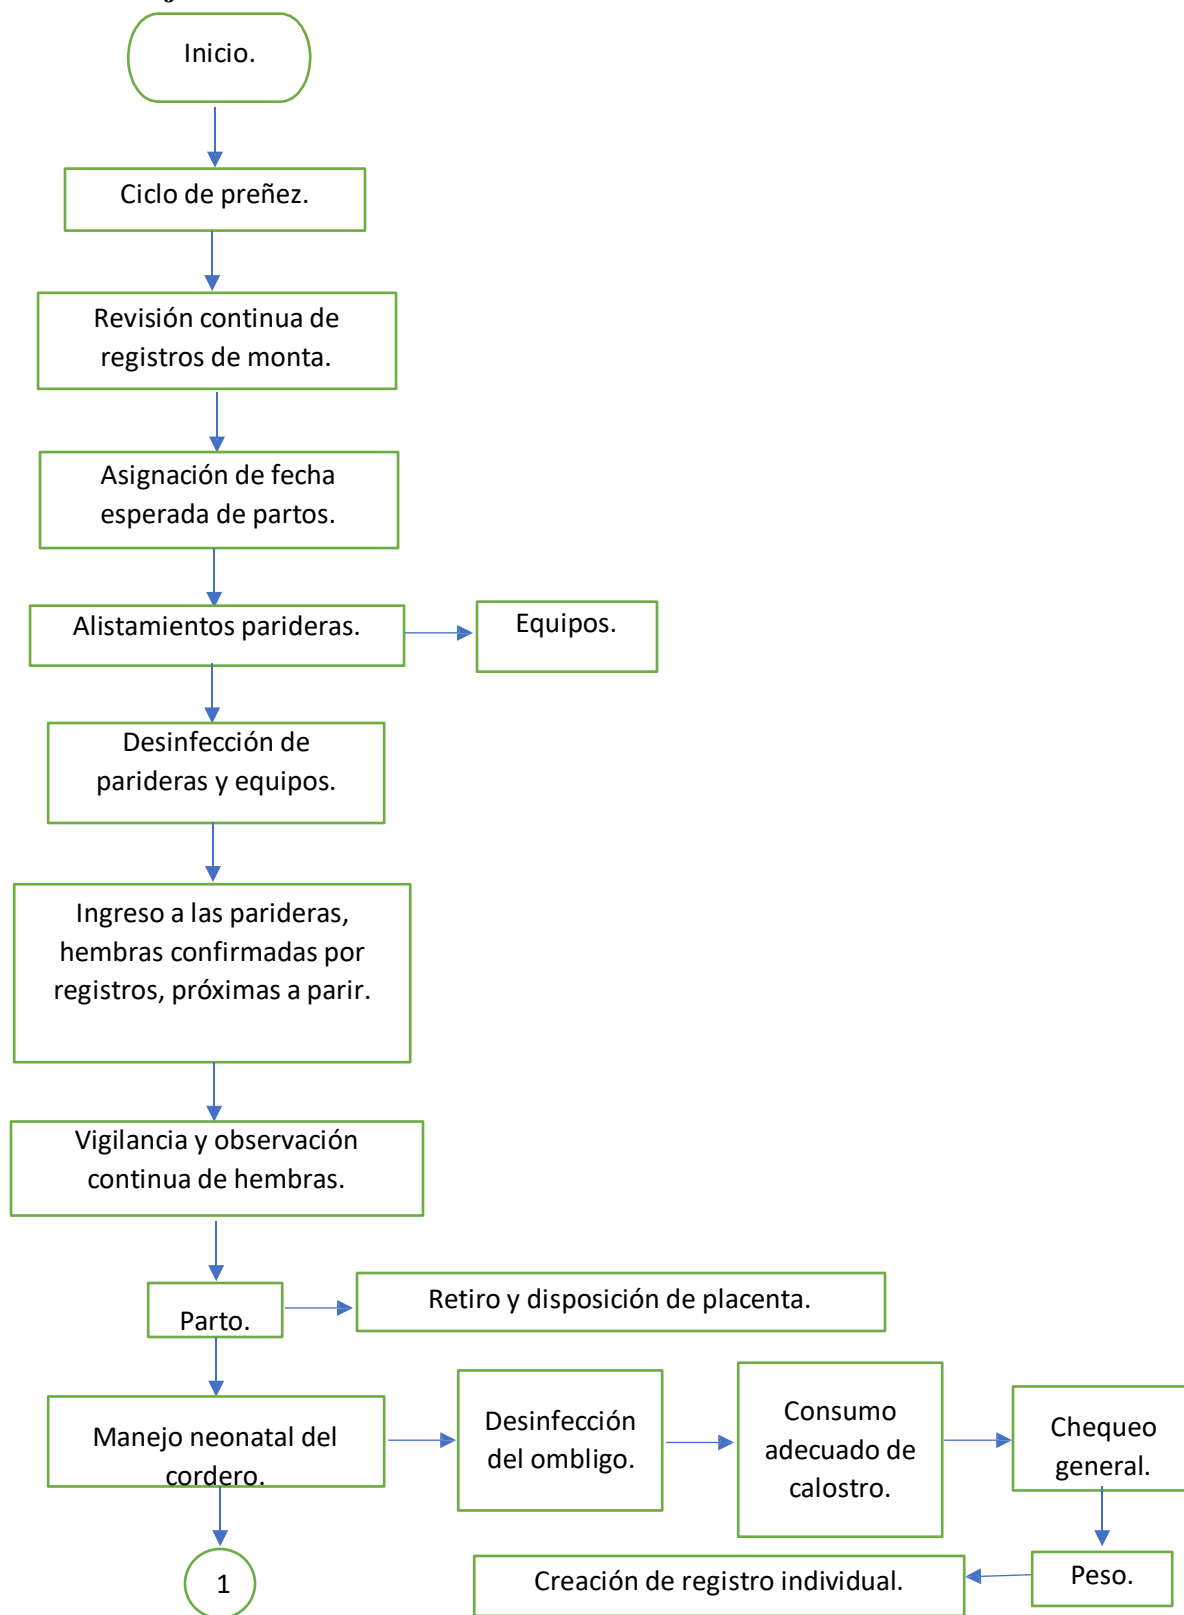 Inicio.
Ciclo de preñez.
Revisión continua de
registros de monta.
Asignación de fecha
esperada de partos.
Alistamientos parideras.
Equipos.
Desinfección de
parideras y equipos.
Ingreso a las parideras,
hembras confirmadas por
registros, próximas a parir.
Vigilancia y observación
continua de hembras.
Parto.
Retiro y disposición de placenta.
Manejo neonatal del
cordero.
Desinfección
del ombligo.
Consumo
adecuado de
calostro.
Chequeo
general.
Peso.
Creación de registro individual.
1